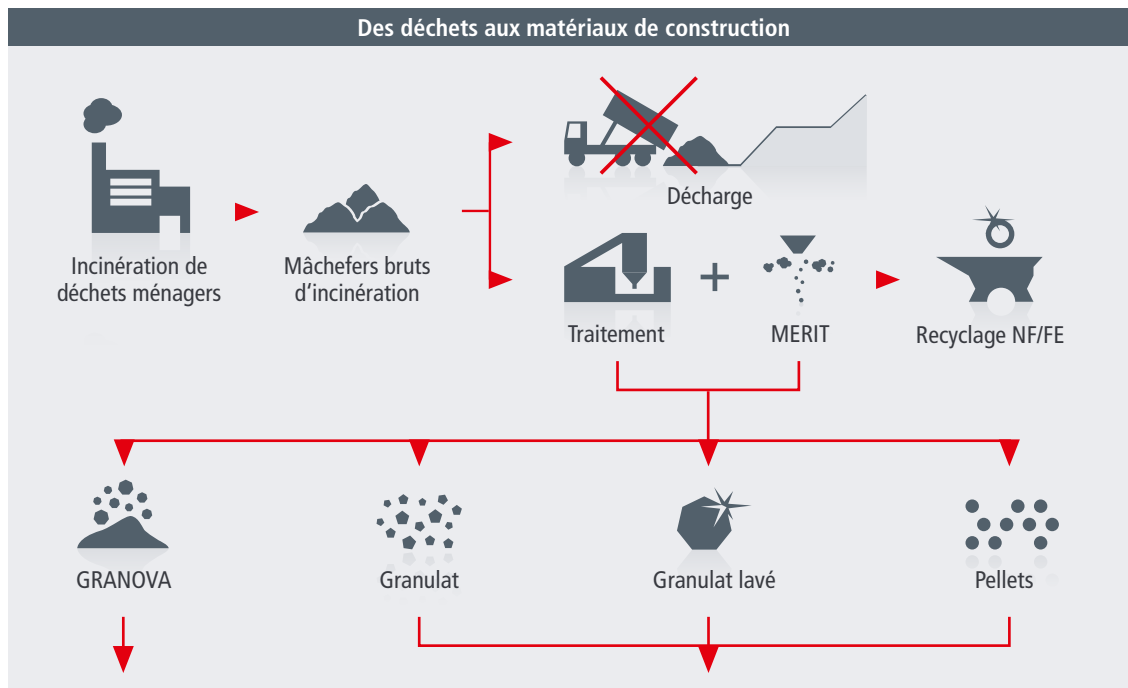 Des déchets aux matériaux de construction
Décharge
Incinération de
déchets ménagers
Mâchefers bruts
d’incinération
Traitement
MERIT
Recyclage NF/FE
GRANOVA
Granulat
Granulat lavé
Pellets